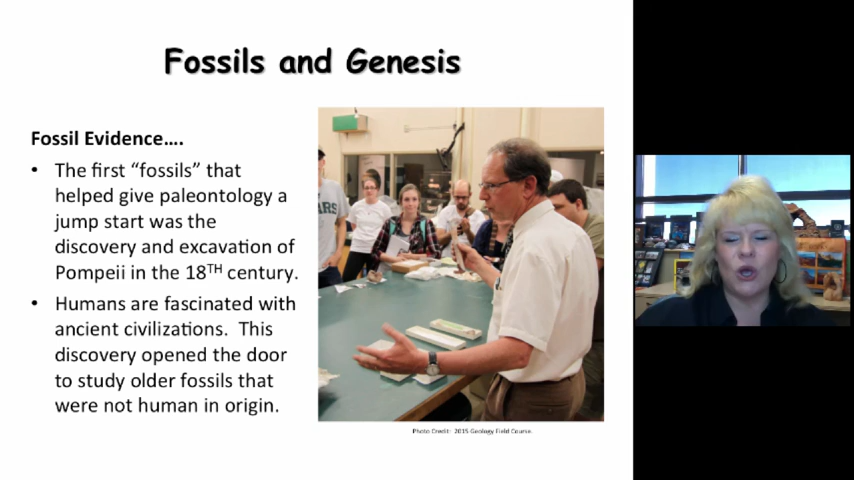 Fossils and Genesis
Fossil Evidence....
• The first “fossils” that
helped give paleontology a
jump start was the
discovery and excavation of
Pompeii in the 18TH century.
• Humans are fascinated with
ancient civilizations.  This
discovery opened the door
to study older fossils that
were not human in origin.
Photo Credit:  2015 Geology Field Course.